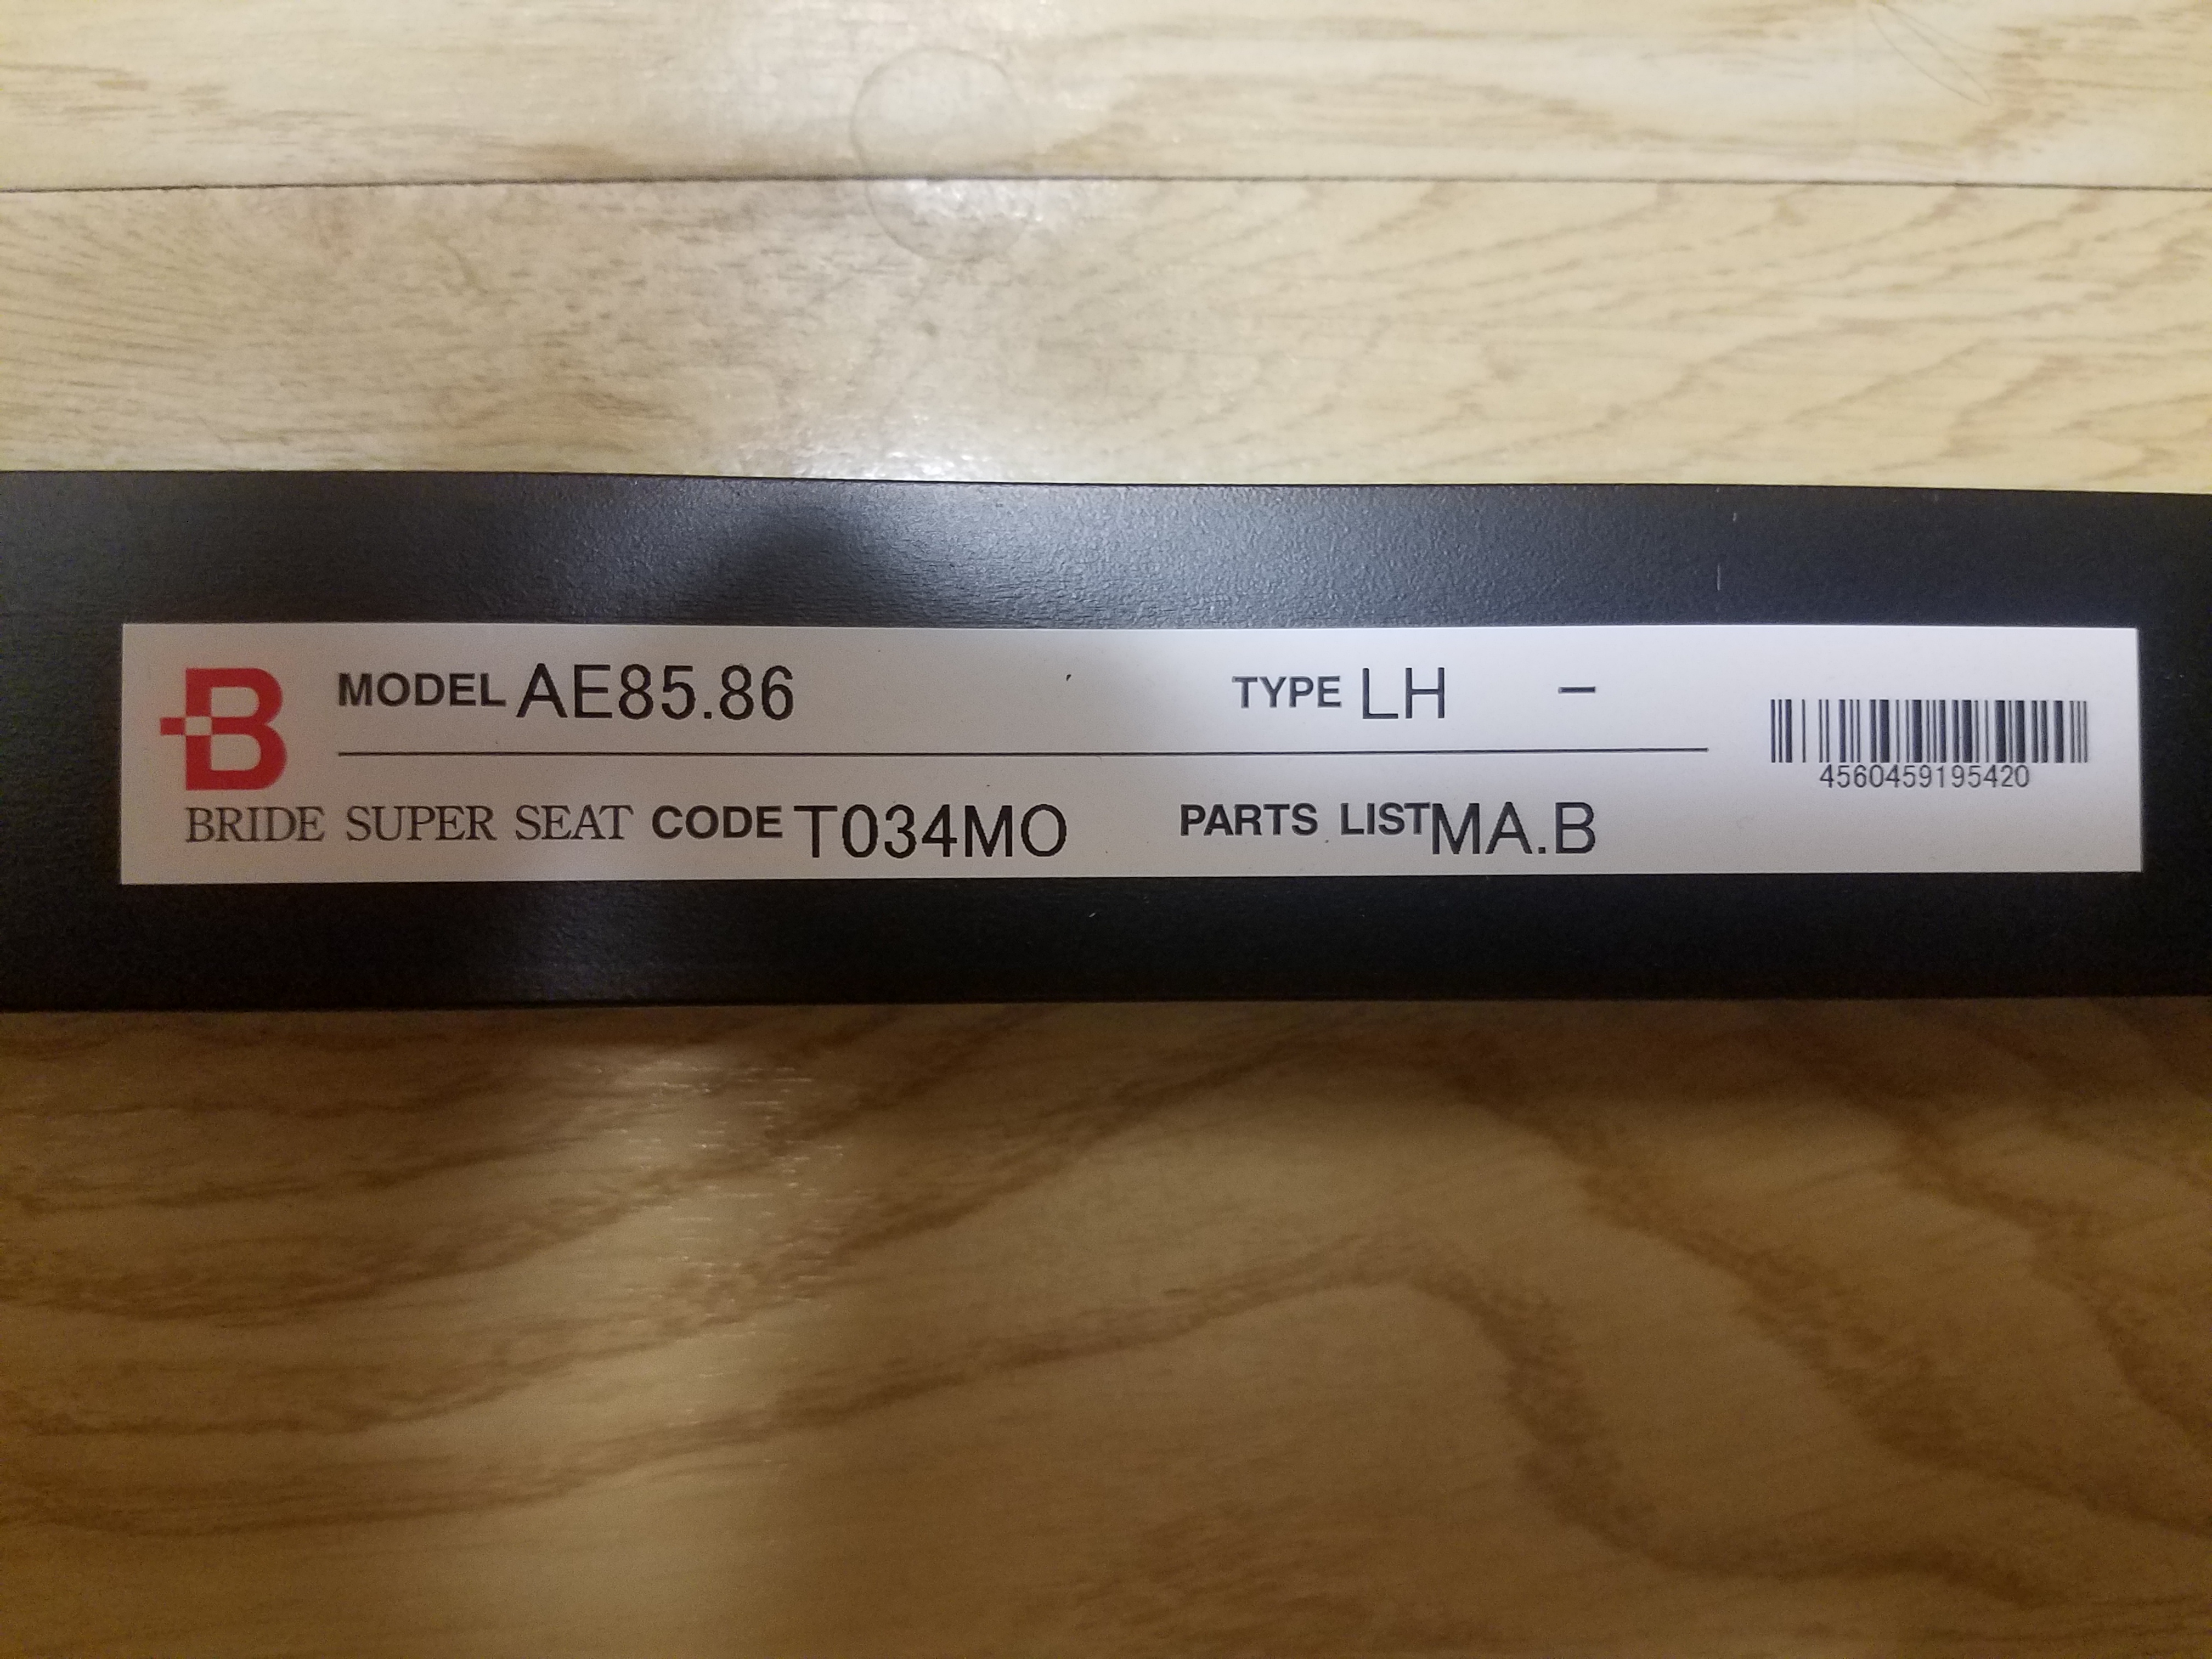 B MODEL AE85.86 TYPE LH –
BRIDE SUPER SEAT CODE T034MO PARTS LIST MA.B
4560459195420